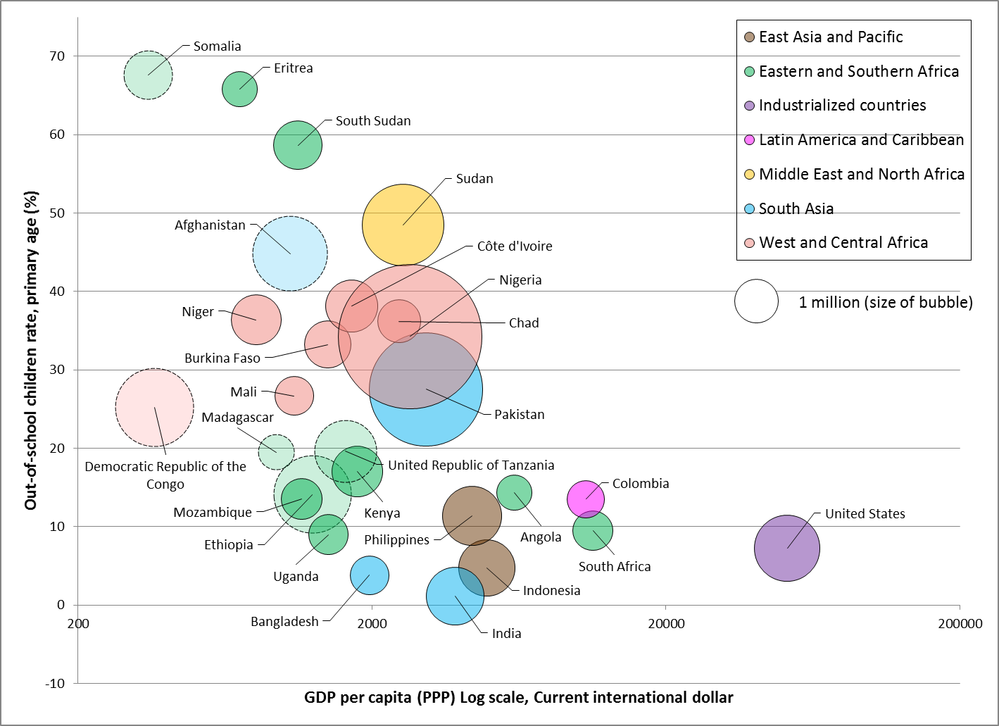 70
60
50
40
30
20
10
0
-10
Out-of-school children rate, primary age (%)
Somalia
Eritrea
South Sudan
Sudan
Afghanistan
Côte d'Ivoire
Nigeria
Niger
Chad
Burkina Faso
Mali
Madagascar
Pakistan
Democratic Republic of the
Congo
United Republic of Tanzania
Colombia
Mozambique
Kenya
United States
Ethiopia
Philippines
Angola
Uganda
South Africa
Indonesia
Bangladesh
India
200
2000
20000
200000
GDP per capita (PPP) Log scale, Current international dollar
East Asia and Pacific
Eastern and Southern Africa
Industrialized countries
Latin America and Caribbean
Middle East and North Africa
South Asia
West and Central Africa
1 million (size of bubble)